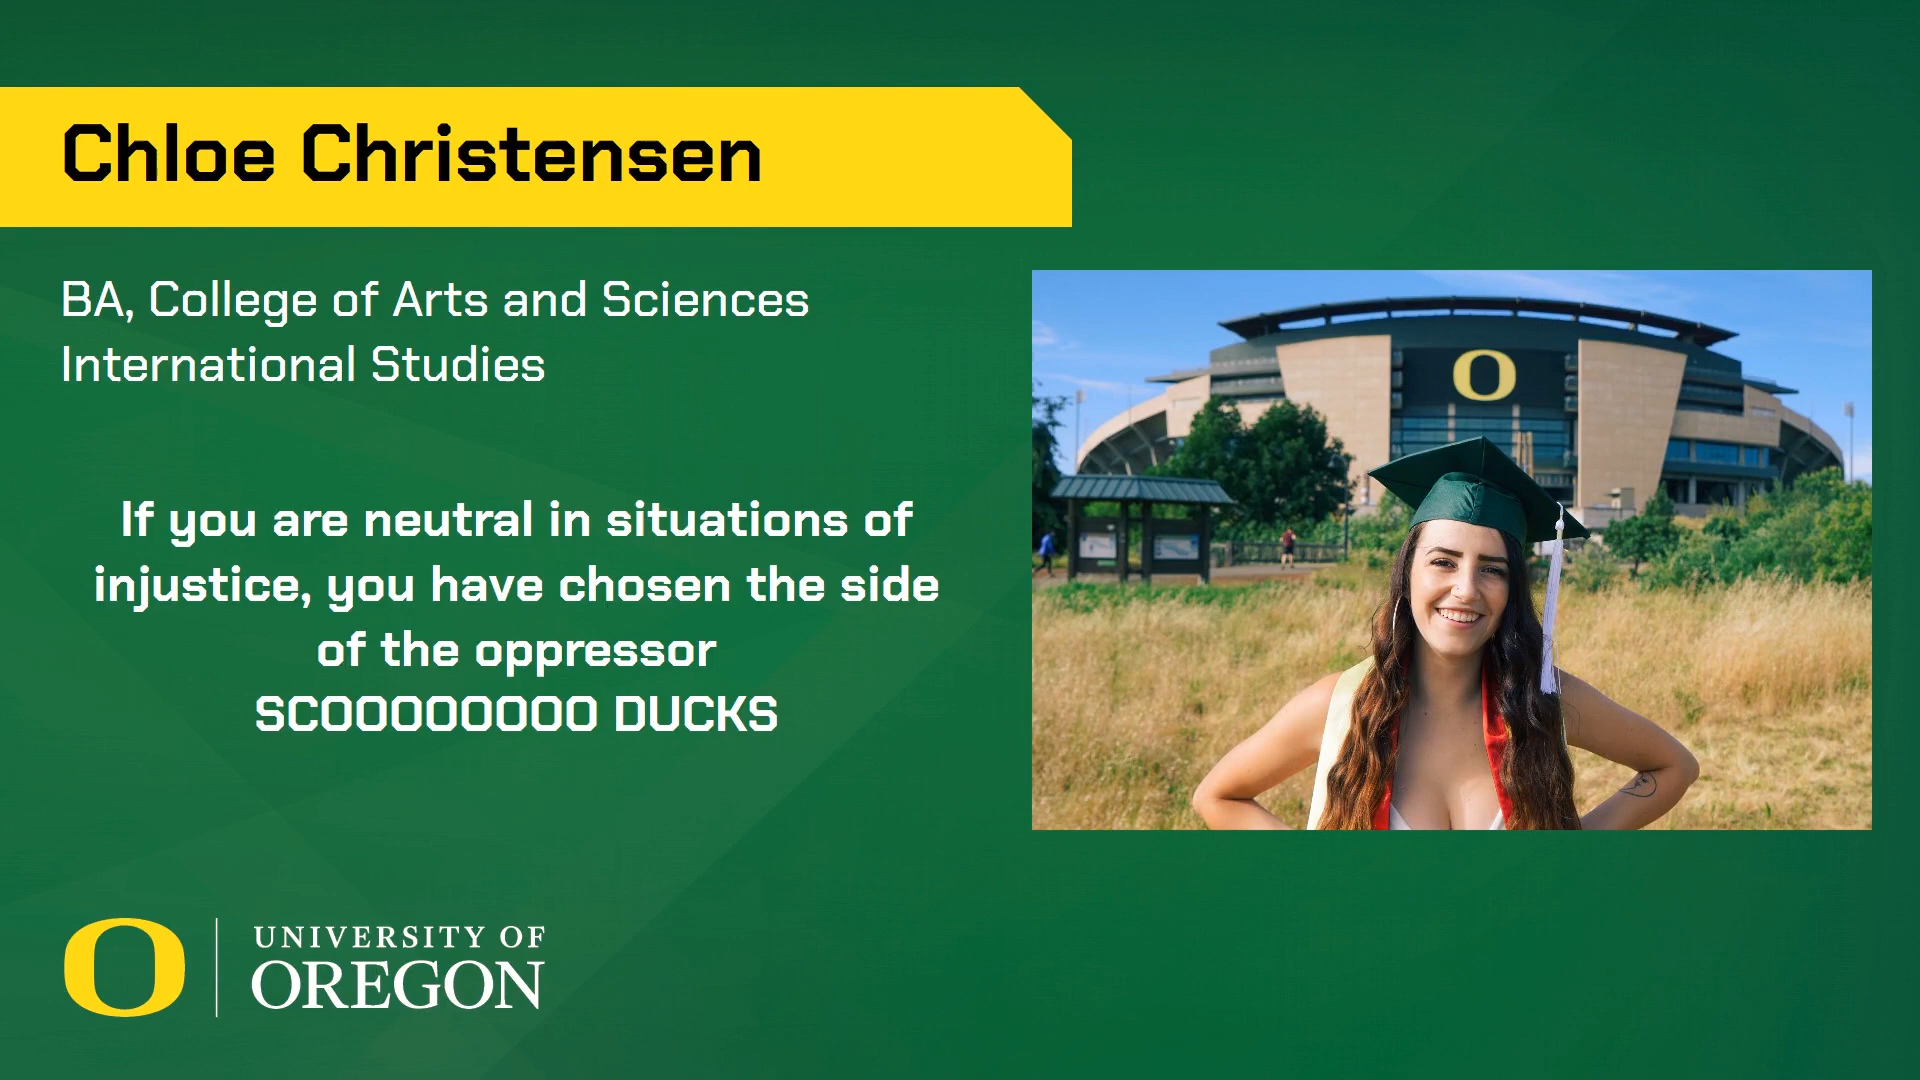 Chloe Christensen
BA, College of Arts and Sciences
International Studies
If you are neutral in situations of
injustice, you have chosen the side
of the oppressor
SCOOOOOOOO DUCKS
O
O
UNIVERSITY OF
OREGON